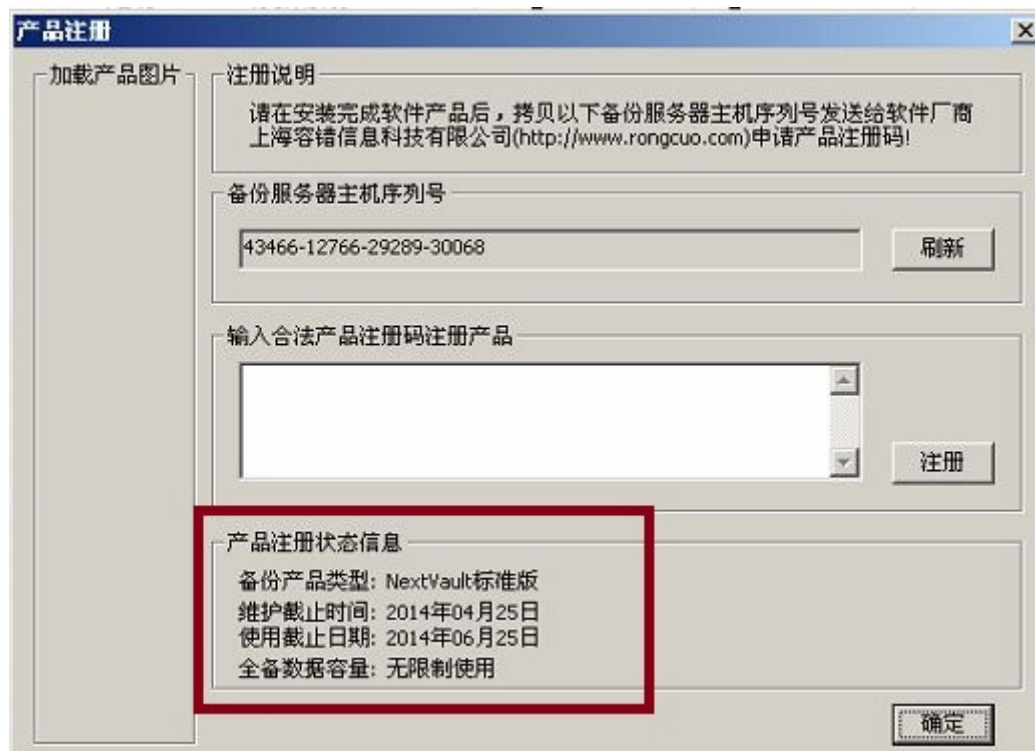 产品注册
加载产品图片
注册说明
请在安装完成软件产品后，拷贝以下备份服务器主机序列号发送给软件厂商
上海容错信息科技有限公司(http://www.rongcuo.com)申请产品注册码!
备份服务器主机序列号
43466-12766-29289-30068
刷新
输入合法产品注册码注册产品
注册
产品注册状态信息
备份产品类型: NextVault标准版
维护截止时间: 2014年04月25日
使用截止日期: 2014年06月25日
全备数据容量: 无限制使用
确定